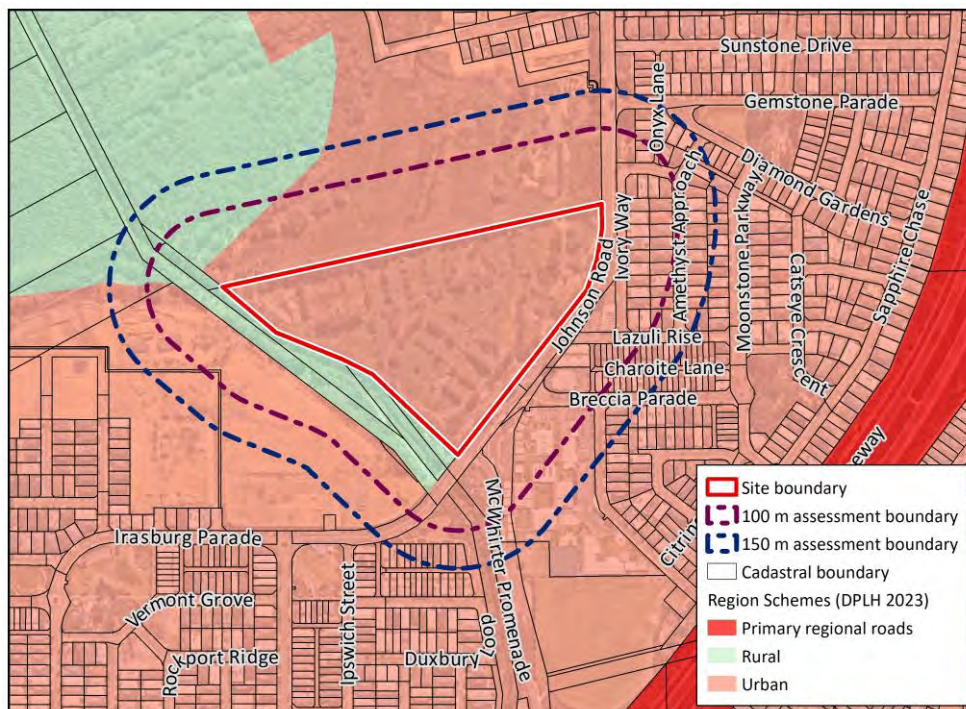 Sunstone Drive
Onyx Lane
Gemstone Parade
Diamond Gardens
Amethyst Approach
Moonstone Parkway
Sapphire Chase
Ivory Way
Johnson Road
Catseye Crescent
Lazuli Rise
Charoite Lane
Breccia Parade
eeway
Citrin
McWhirter Promenade
Irasburg Parade
Vermont Grove
Rockport Ridge
Ipswich Street
Duxbury Loop
Site boundary
100 m assessment boundary
150 m assessment boundary
Cadastral boundary
Region Schemes (DPLH 2023)
Primary regional roads
Rural
Urban